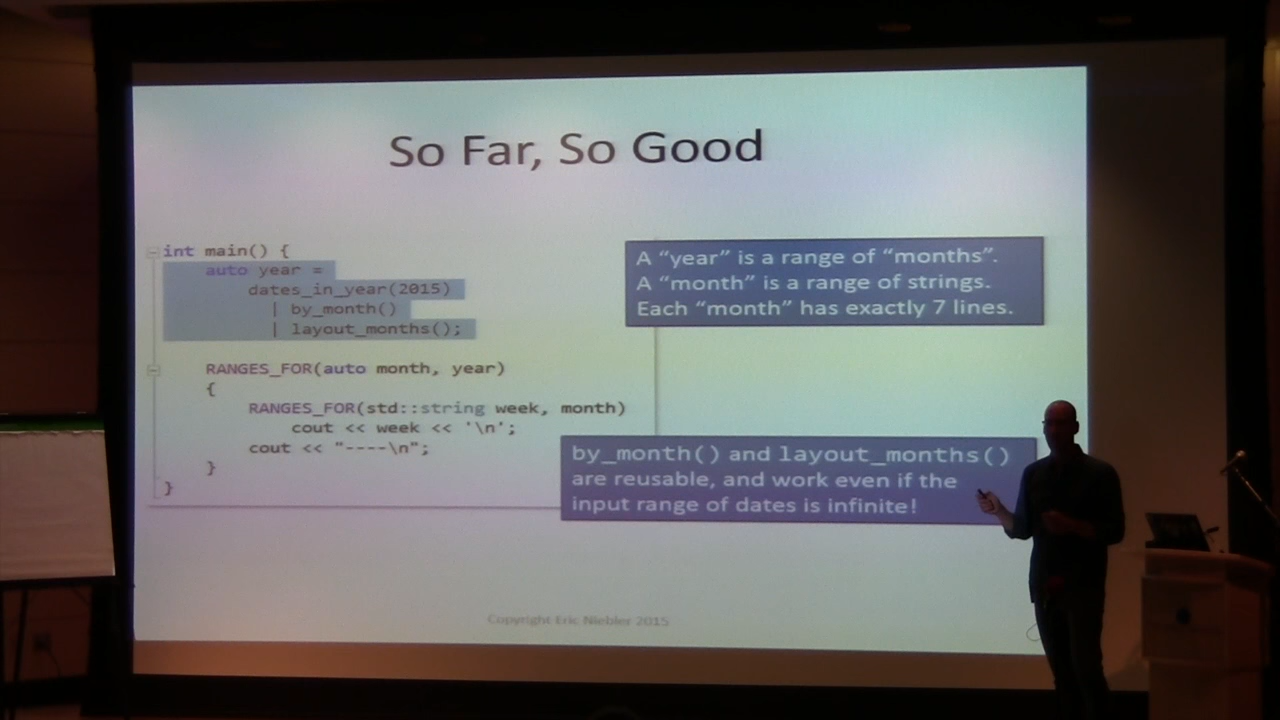 So Far, So Good
int main() {
    auto year =
        dates_in_year(2015)
          | by_month()
          | layout_months();
    RANGES_FOR(auto month, year)
    {
        RANGES_FOR(std::string week, month)
            cout << week << '\n';
        cout << "----\n";
    }
}
A “year” is a range of “months”.
A “month” is a range of strings.
Each “month” has exactly 7 lines.
by_month() and layout_months()
are reusable, and work even if the
input range of dates is infinite!
Copyright Eric Niebler 2015